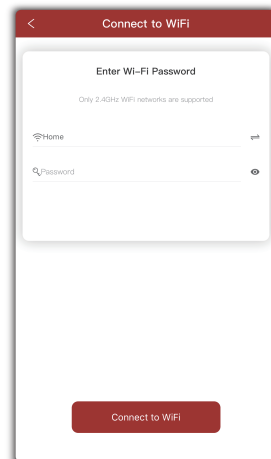 Connect to WiFi
Enter Wi-Fi Password
Only 2.4GHz WiFi networks are supported
Home
Password
Connect to WiFi